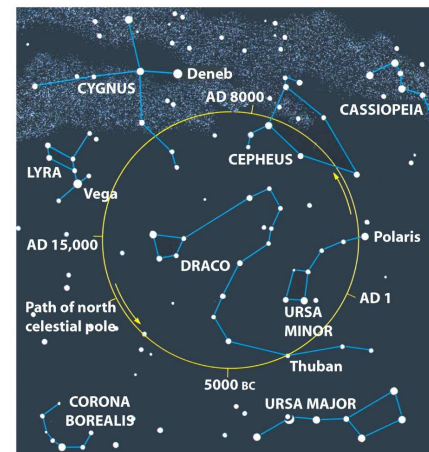 Deneb
CYGNUS
AD 8000
CASSIOPEIA
CEPHEUS
LYRA
Vega
Polaris
AD 15,000
DRACO
AD 1
Path of north
celestial pole
URSA
MINOR
Thuban
5000 BC
CORONA
BOREALIS
URSA MAJOR